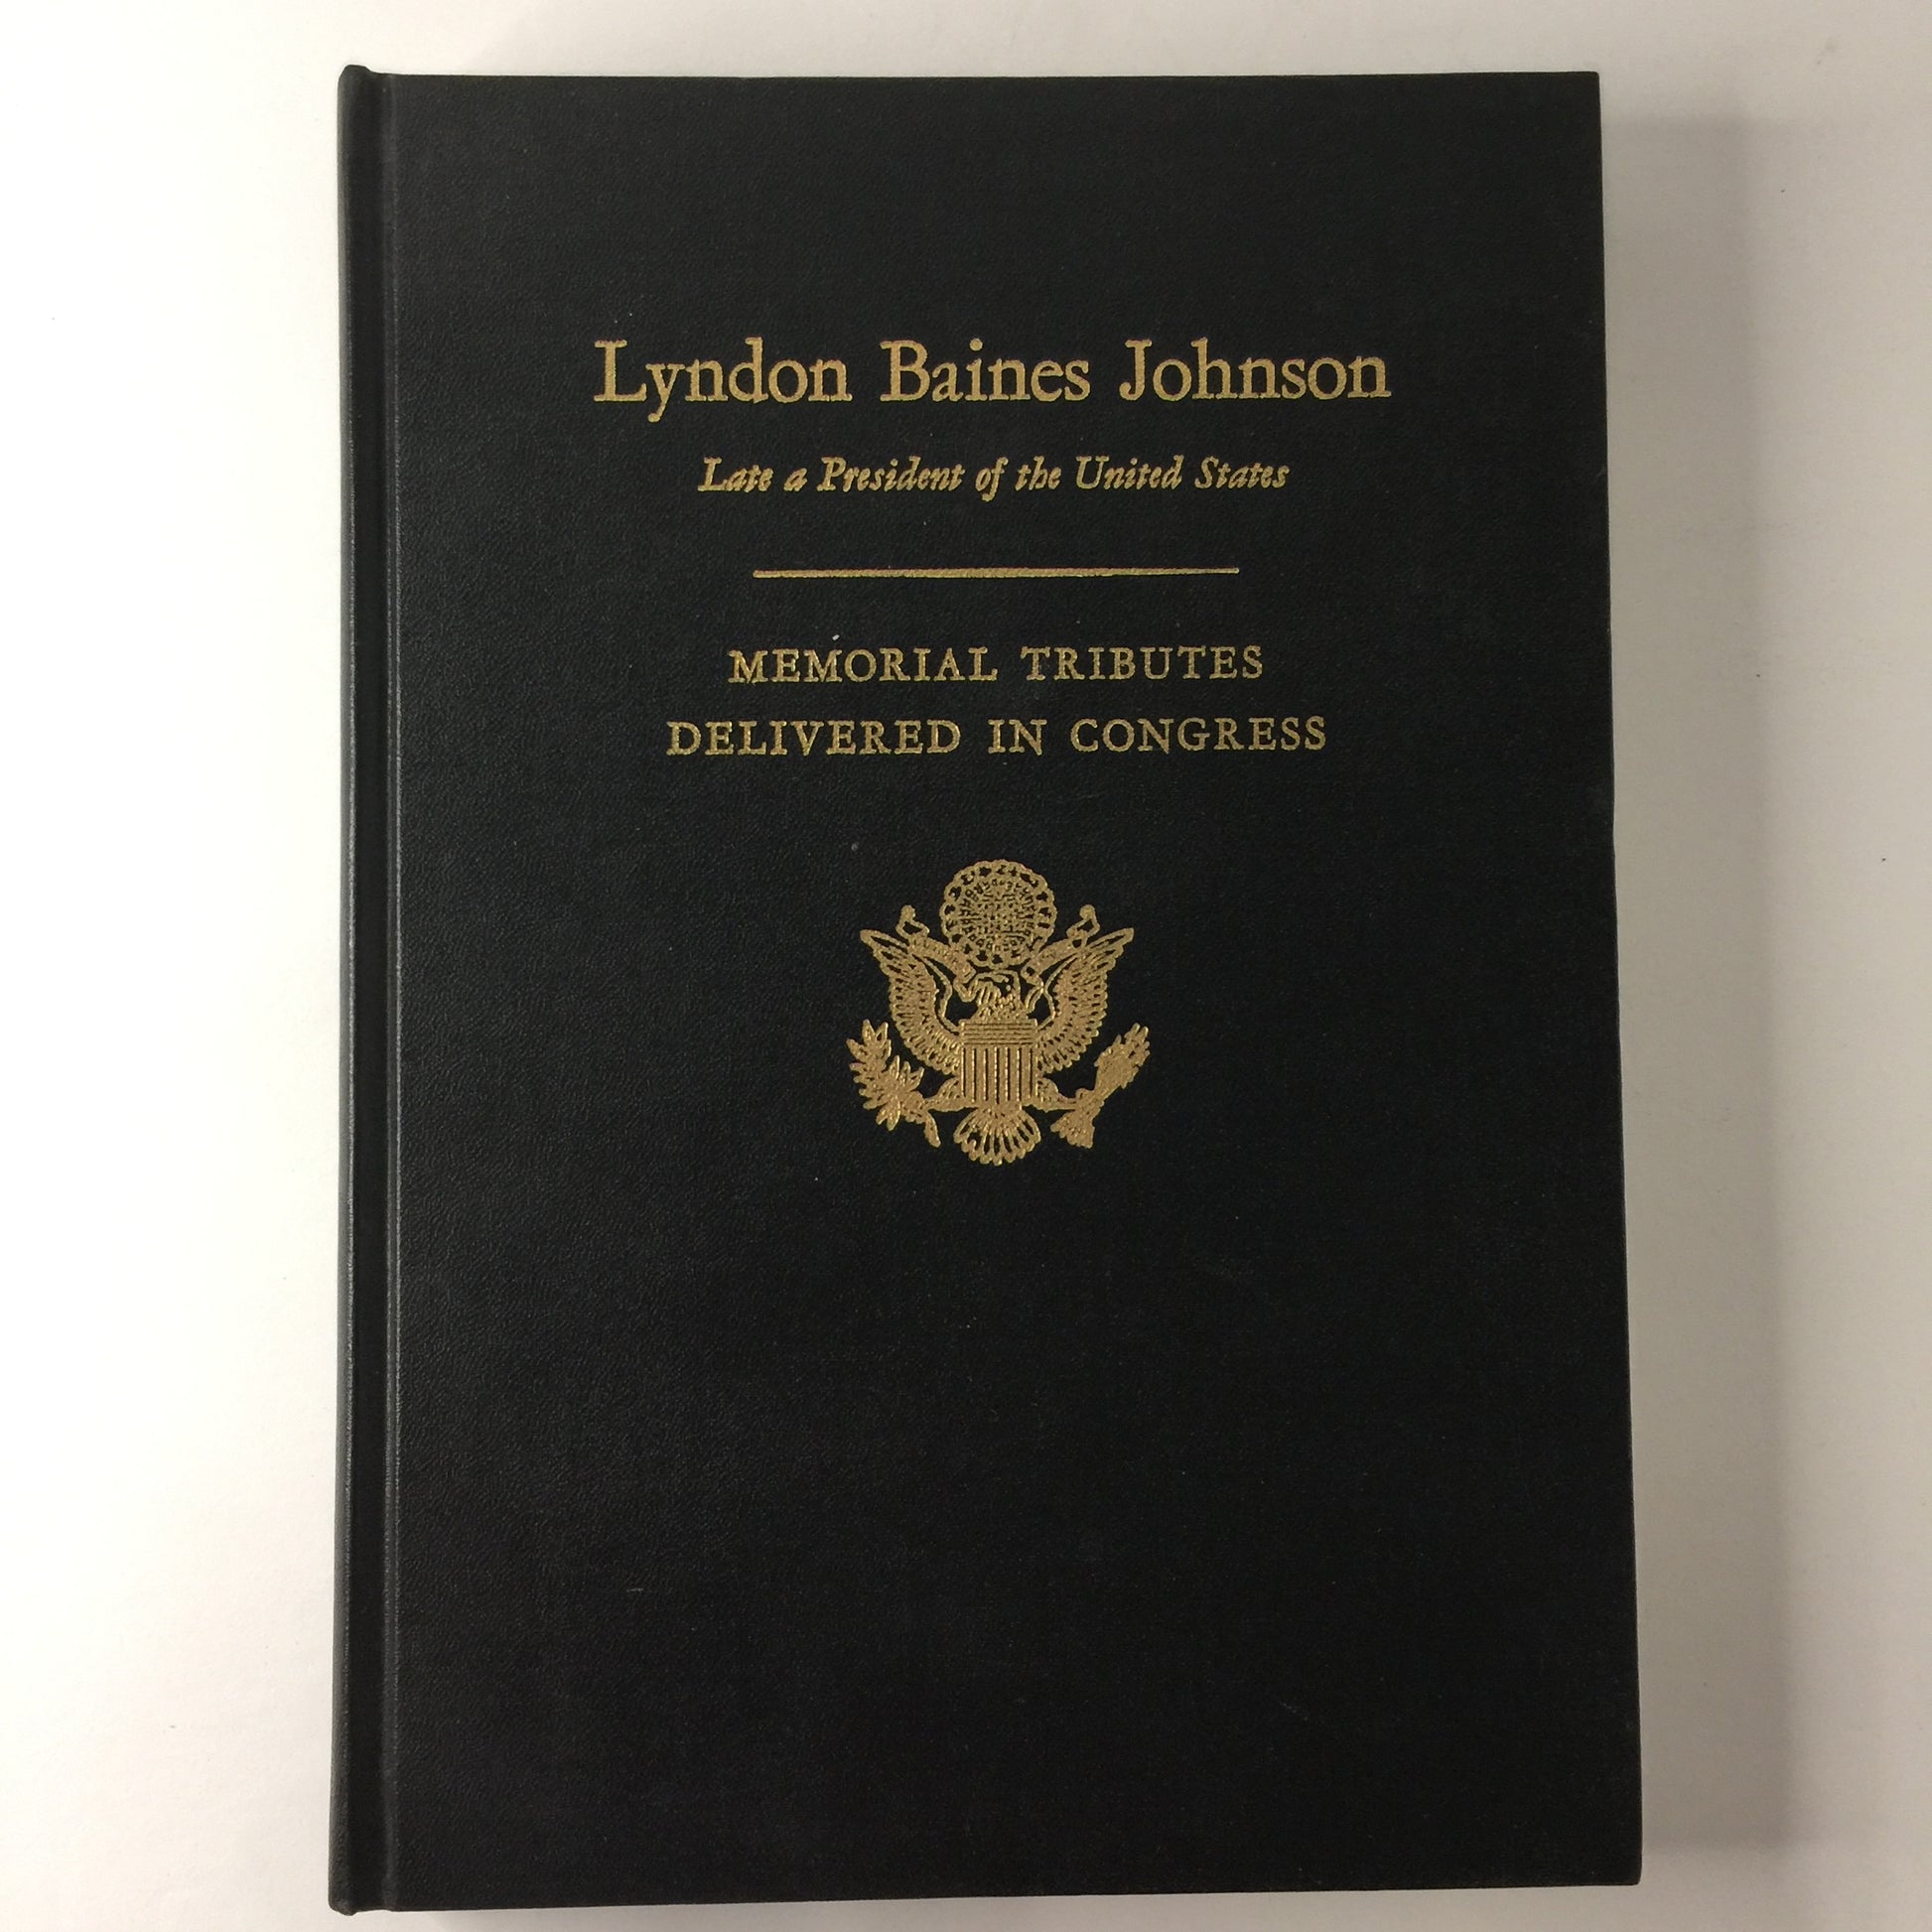 Lyndon Baines Johnson
Late a President of the United States
MEMORIAL TRIBUTES
DELIVERED IN CONGRESS